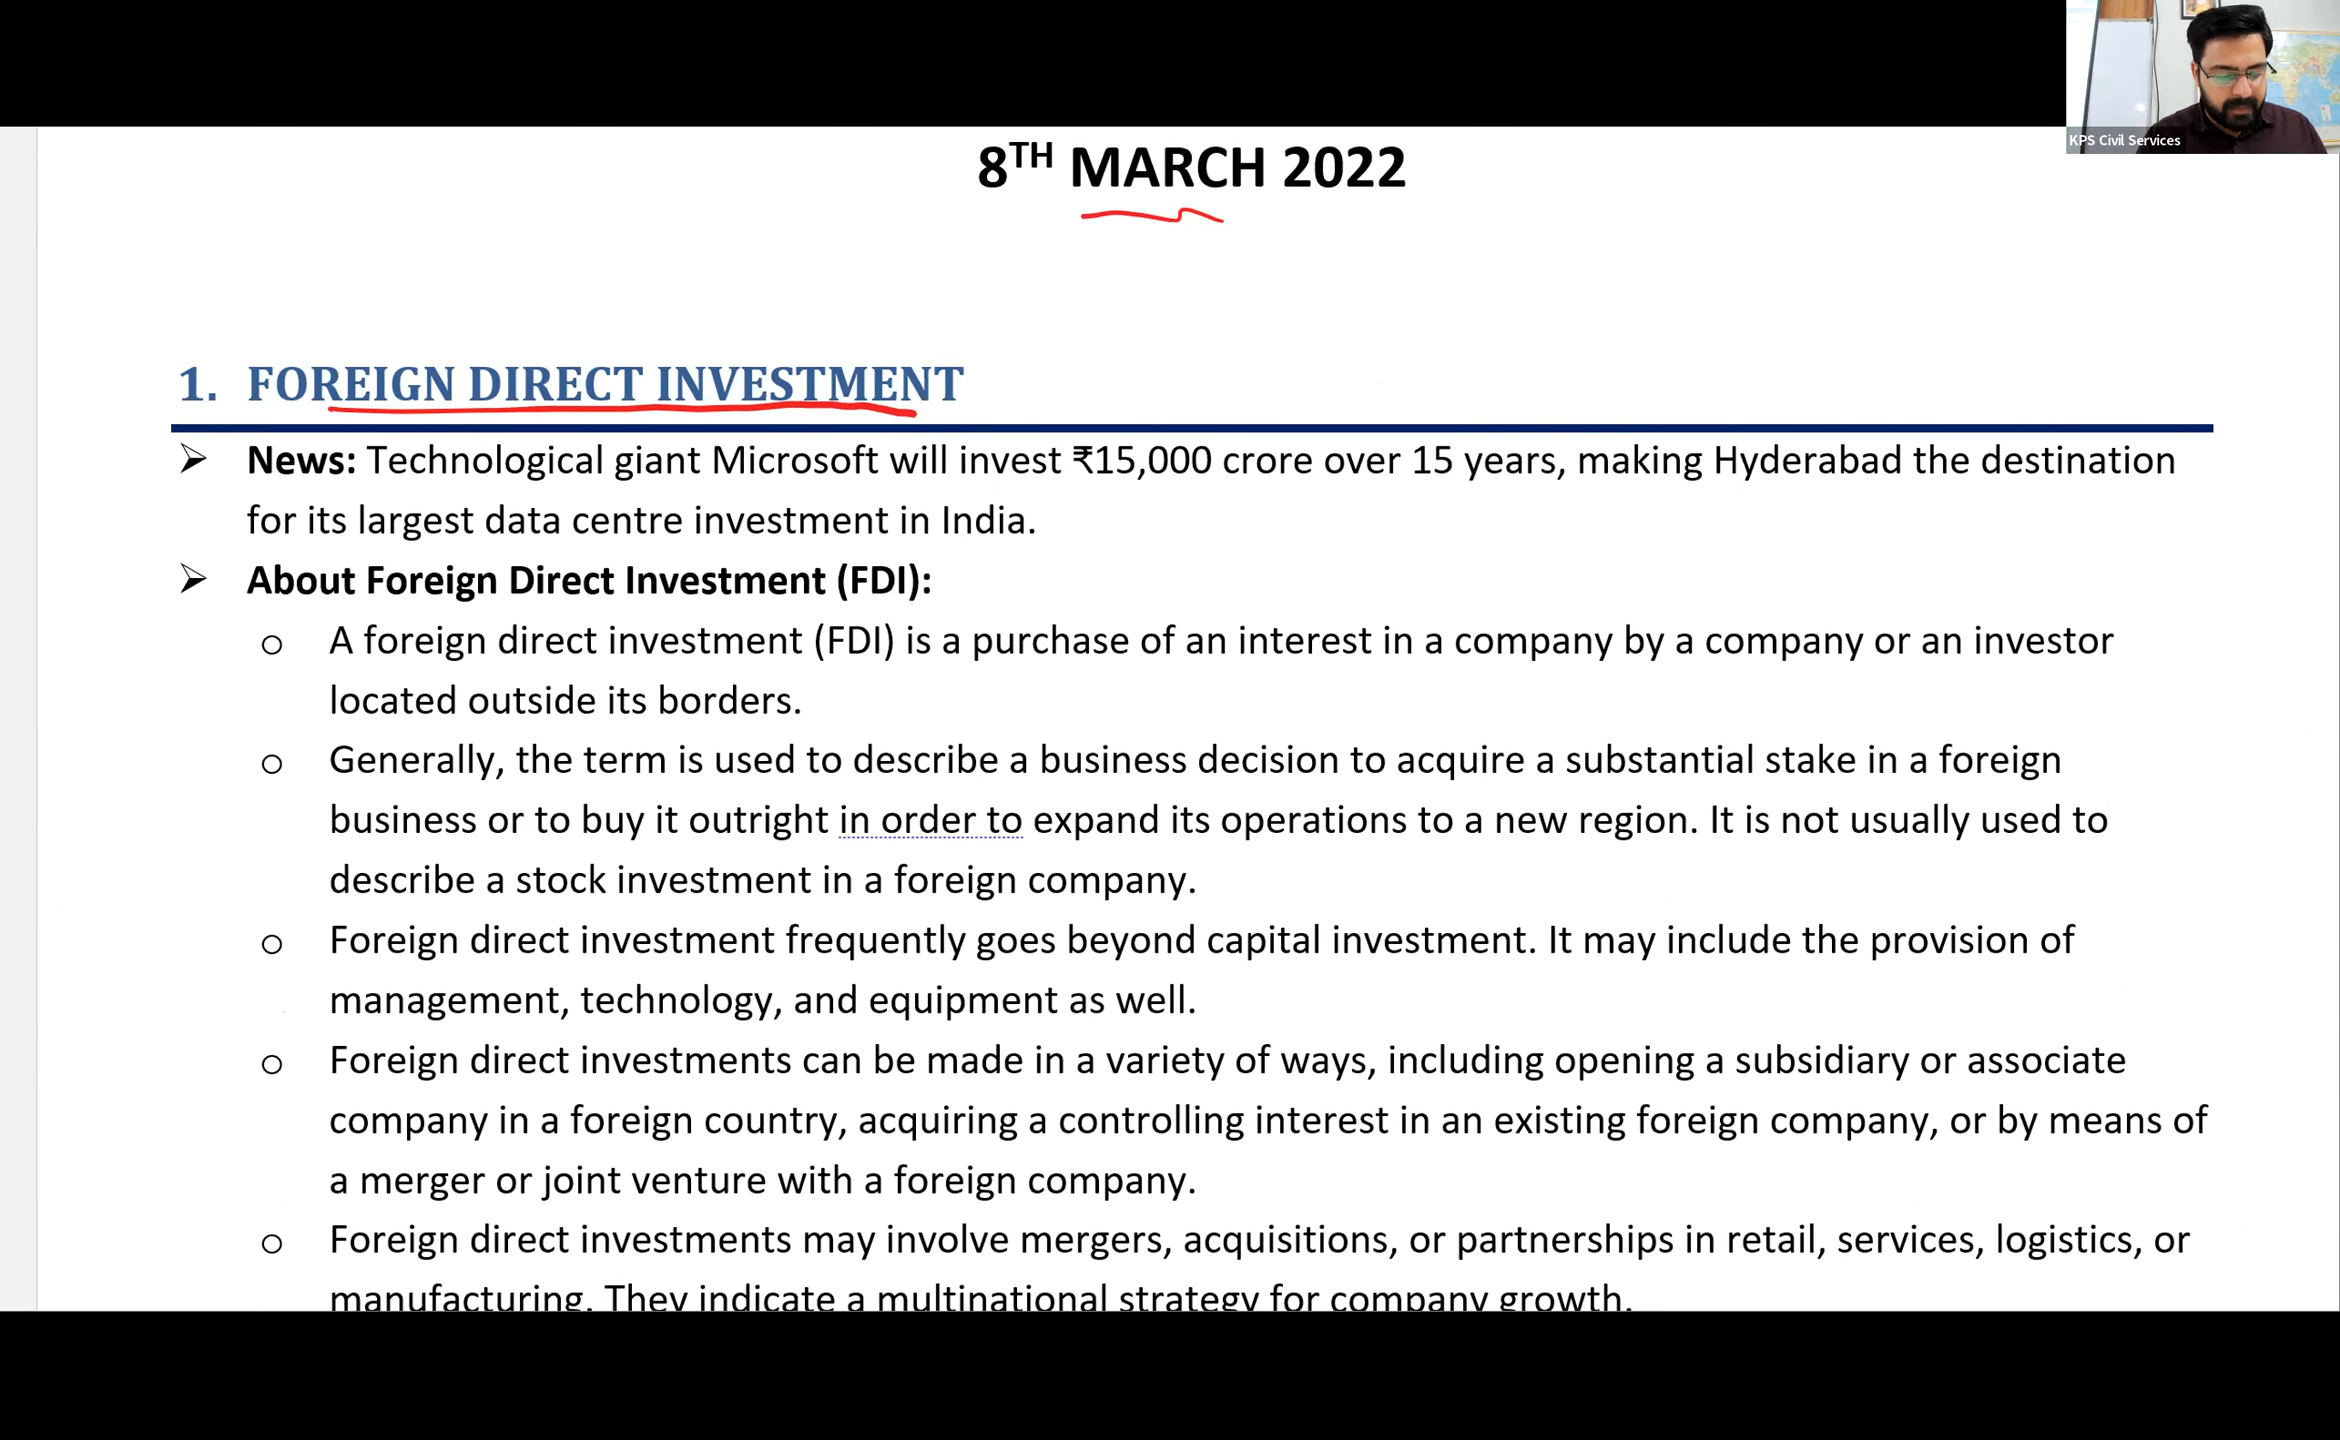 KPS Civil Services
8TH MARCH 2022
1. FOREIGN DIRECT INVESTMENT
➢ News: Technological giant Microsoft will invest ₹15,000 crore over 15 years, making Hyderabad the destination
for its largest data centre investment in India.
➢ About Foreign Direct Investment (FDI):
o A foreign direct investment (FDI) is a purchase of an interest in a company by a company or an investor
located outside its borders.
o Generally, the term is used to describe a business decision to acquire a substantial stake in a foreign
business or to buy it outright in order to expand its operations to a new region. It is not usually used to
describe a stock investment in a foreign company.
o Foreign direct investment frequently goes beyond capital investment. It may include the provision of
management, technology, and equipment as well.
o Foreign direct investments can be made in a variety of ways, including opening a subsidiary or associate
company in a foreign country, acquiring a controlling interest in an existing foreign company, or by means of
a merger or joint venture with a foreign company.
o Foreign direct investments may involve mergers, acquisitions, or partnerships in retail, services, logistics, or
manufacturing. They indicate a multinational strategy for company growth.